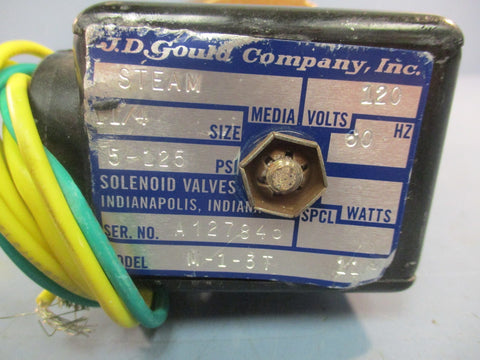 J.D. Gould Company, Inc.
STEAM MEDIA VOLTS 120
1/4 SIZE 60 HZ
5-125 PSI
SOLENOID VALVES
INDIANAPOLIS, INDIANA
SPCL WATTS
SER. NO. A127845
MODEL M-1-3T